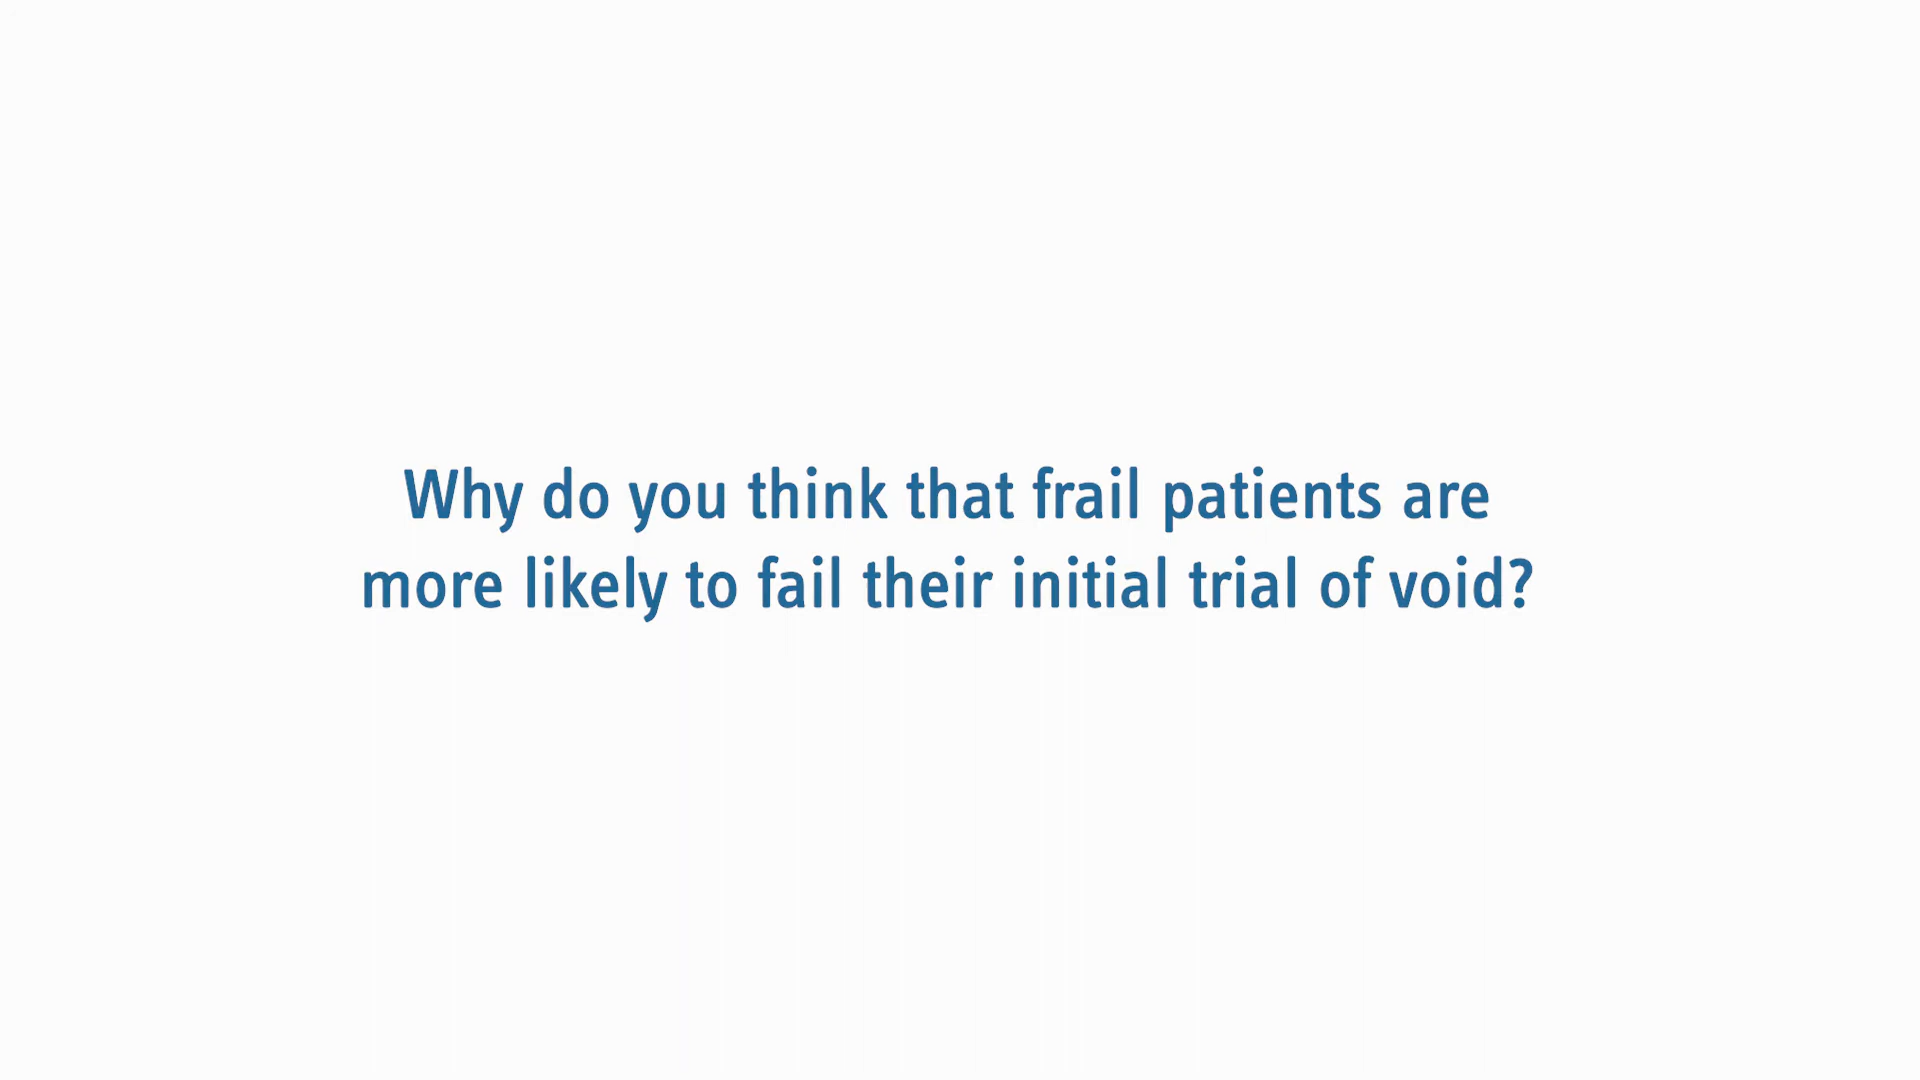 Why do you think that frail patients are
more likely to fail their initial trial of void?